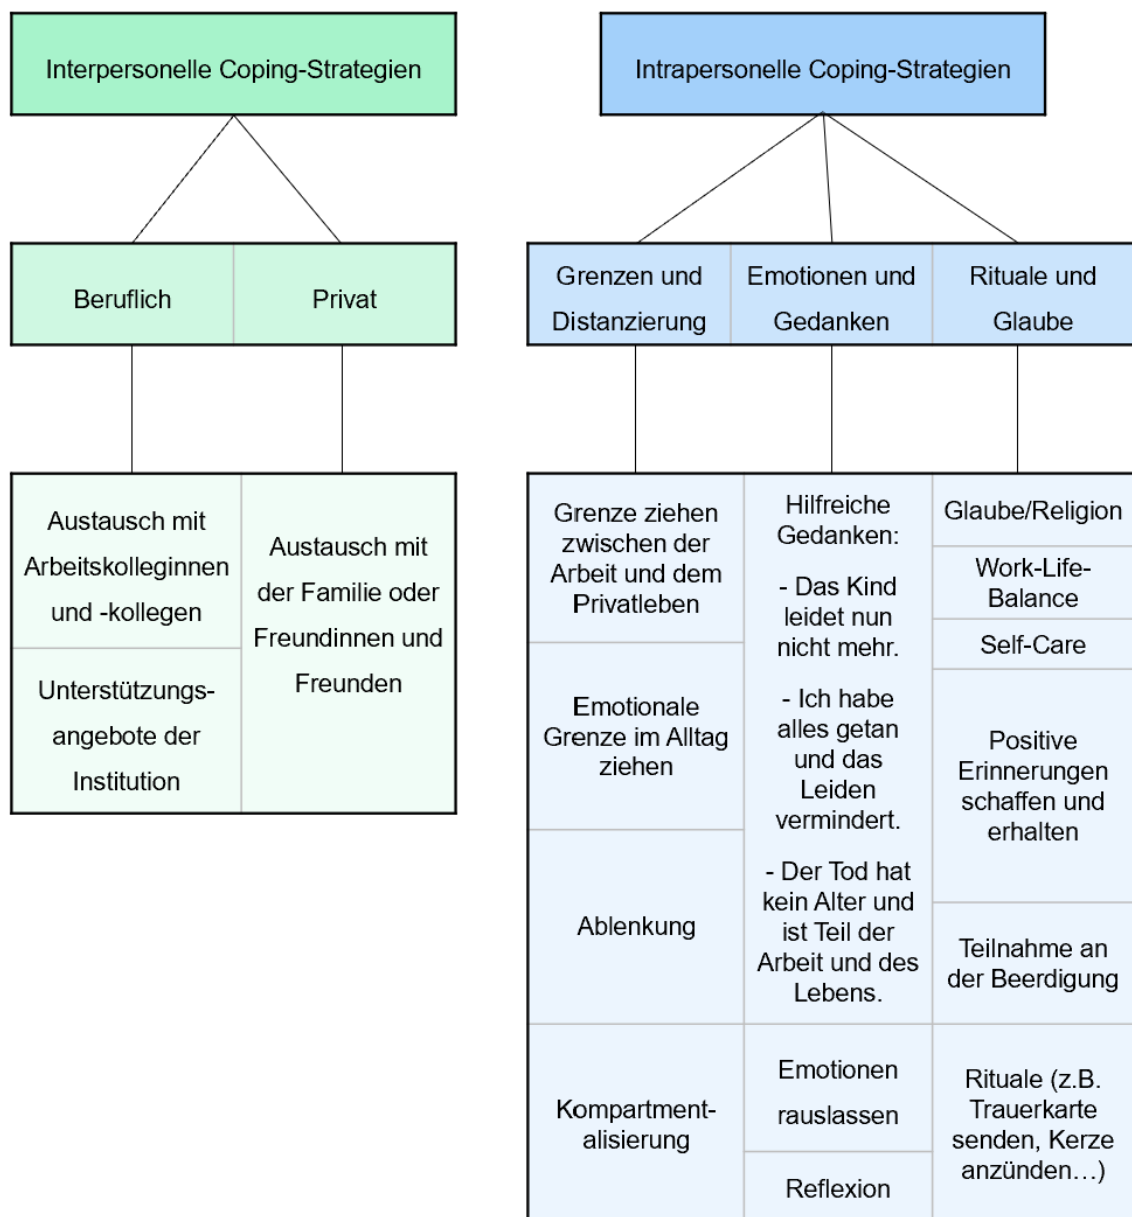 Interpersonelle Coping-Strategien
Intrapersonelle Coping-Strategien
Beruflich
Privat
Grenzen und
Distanzierung
Emotionen und
Gedanken
Rituale und
Glaube
Austausch mit
Arbeitskolleginnen
und -kollegen
Unterstützungs-
angebote der
Institution
Austausch mit
der Familie oder
Freundinnen und
Freunden
Grenze ziehen
zwischen der
Arbeit und dem
Privatleben
Emotionale
Grenze im Alltag
ziehen
Ablenkung
Kompartment-
alisierung
Hilfreiche
Gedanken:
- Das Kind
leidet nun
nicht mehr.
- Ich habe
alles getan
und das
Leiden
vermindert.
- Der Tod hat
kein Alter und
ist Teil der
Arbeit und des
Lebens.
Emotionen
rauslassen
Reflexion
Glaube/Religion
Work-Life-
Balance
Self-Care
Positive
Erinnerungen
schaffen und
erhalten
Teilnahme an
der Beerdigung
Rituale (z.B.
Trauerkarte
senden, Kerze
anzünden…)